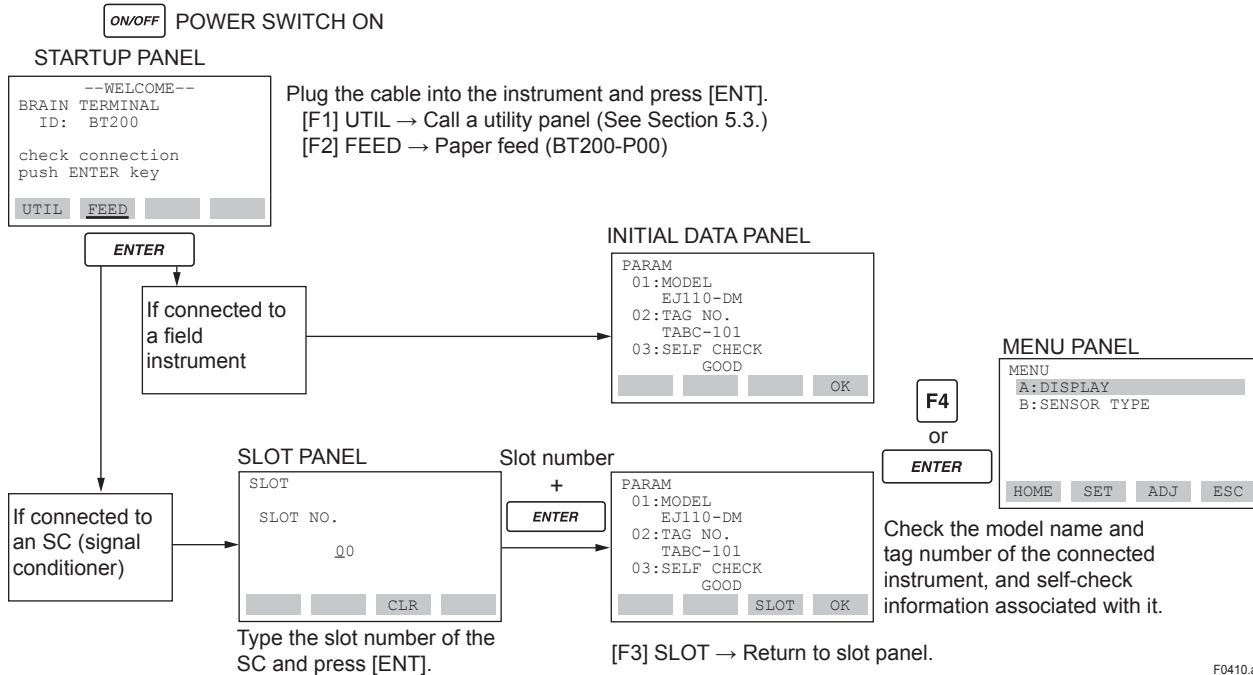 ON/OFF POWER SWITCH ON
STARTUP PANEL
--WELCOME--
BRAIN TERMINAL
ID: BT200
check connection
push ENTER key
UTIL FEED
Plug the cable into the instrument and press [ENT].
[F1] UTIL → Call a utility panel (See Section 5.3.)
[F2] FEED → Paper feed (BT200-P00)
ENTER
If connected to
a field
instrument
INITIAL DATA PANEL
PARAM
01:MODEL
EJ110-DM
02:TAG NO.
TABC-101
03:SELF CHECK
GOOD
OK
If connected to
an SC (signal
conditioner)
SLOT PANEL
SLOT
SLOT NO.
00
CLR
Type the slot number of the
SC and press [ENT].
Slot number
+
ENTER
PARAM
01:MODEL
EJ110-DM
02:TAG NO.
TABC-101
03:SELF CHECK
GOOD
SLOT OK
[F3] SLOT → Return to slot panel.
F4
or
ENTER
MENU PANEL
MENU
A:DISPLAY
B:SENSOR TYPE
HOME SET ADJ ESC
Check the model name and
tag number of the connected
instrument, and self-check
information associated with it.